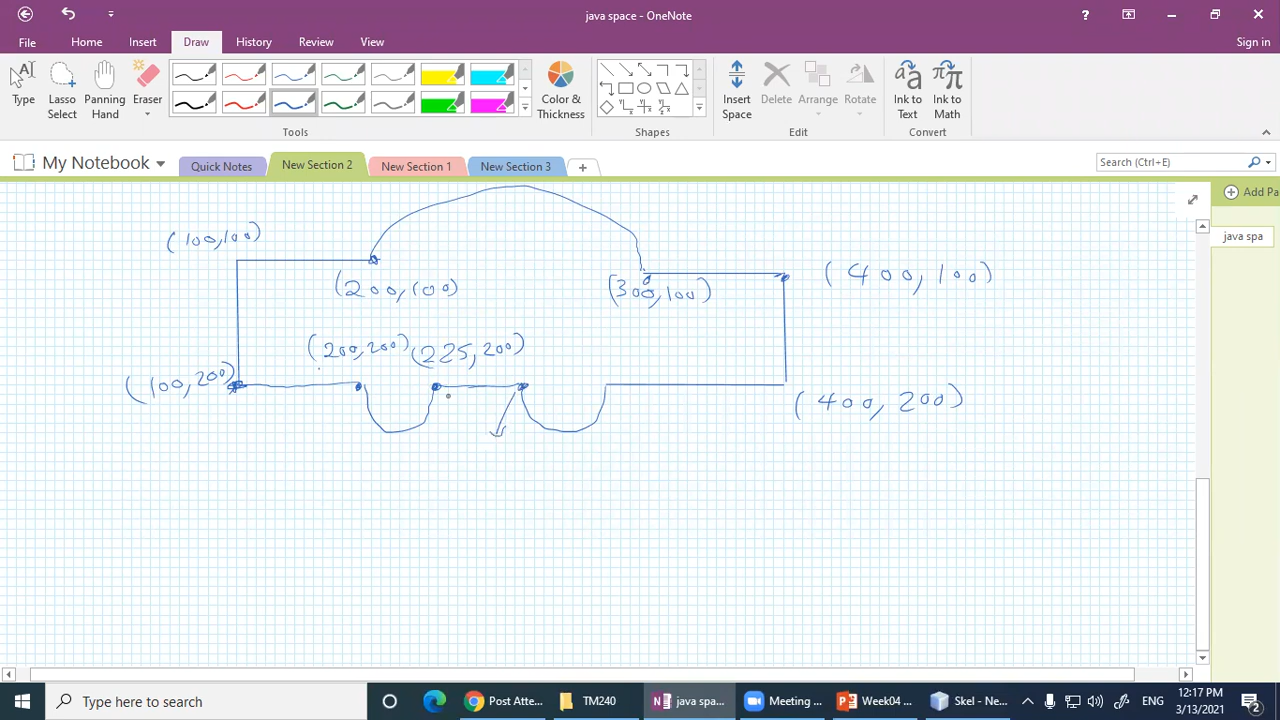 java space - OneNote
?
Sign in
File Home Insert Draw History Review View
Type
Lasso Select
Panning Hand
Eraser
Color & Thickness
Insert Space
Delete
Arrange
Rotate
Ink to Text
Ink to Math
Tools
Shapes
Edit
Convert
My Notebook
Quick Notes
New Section 2
New Section 1
New Section 3
Search (Ctrl+E)
Add Pa
java spa
(100,100)
(200,100)
(300,100)
(400,100)
(200,200) (225,200)
(100,200)
(400,200)
Type here to search
Post Atte...
TM240
java spa...
Meeting ...
Week04 ...
Skel - Ne...
ENG
12:17 PM
3/13/2021
2